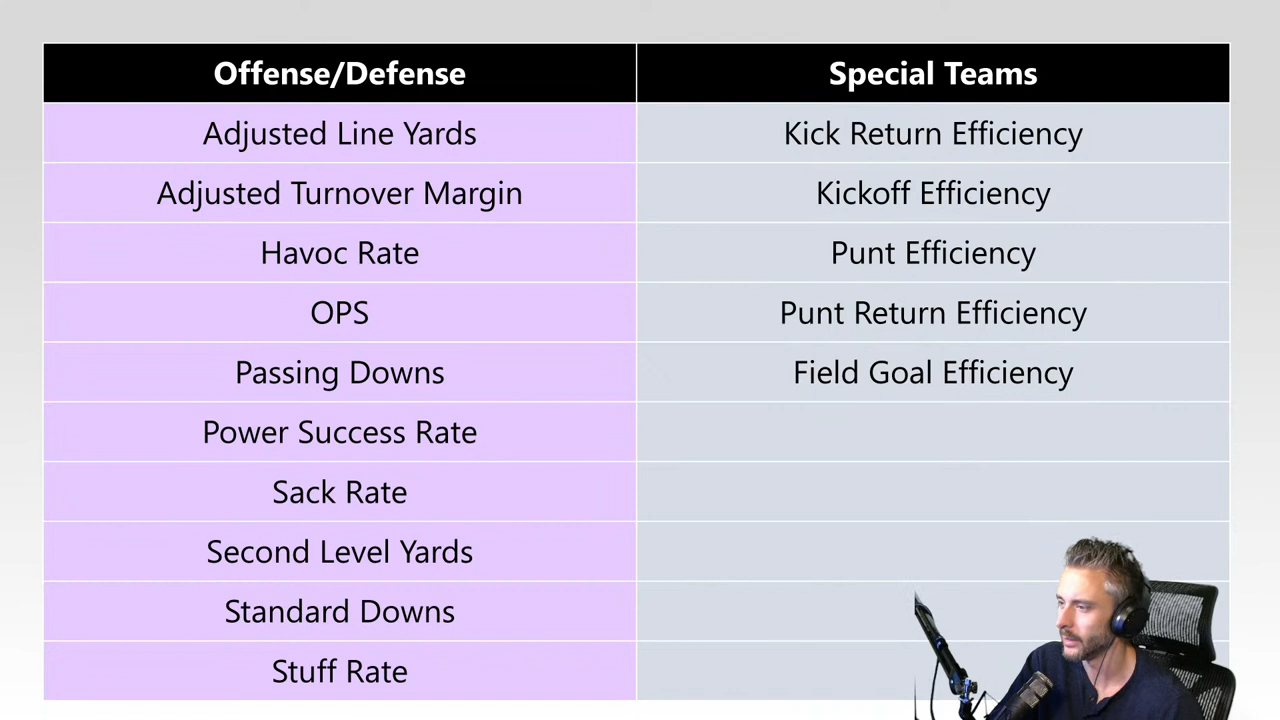 Offense/Defense Special Teams
Adjusted Line Yards Kick Return Efficiency
Adjusted Turnover Margin Kickoff Efficiency
Havoc Rate Punt Efficiency
OPS Punt Return Efficiency
Passing Downs Field Goal Efficiency
Power Success Rate
Sack Rate
Second Level Yards
Standard Downs
Stuff Rate